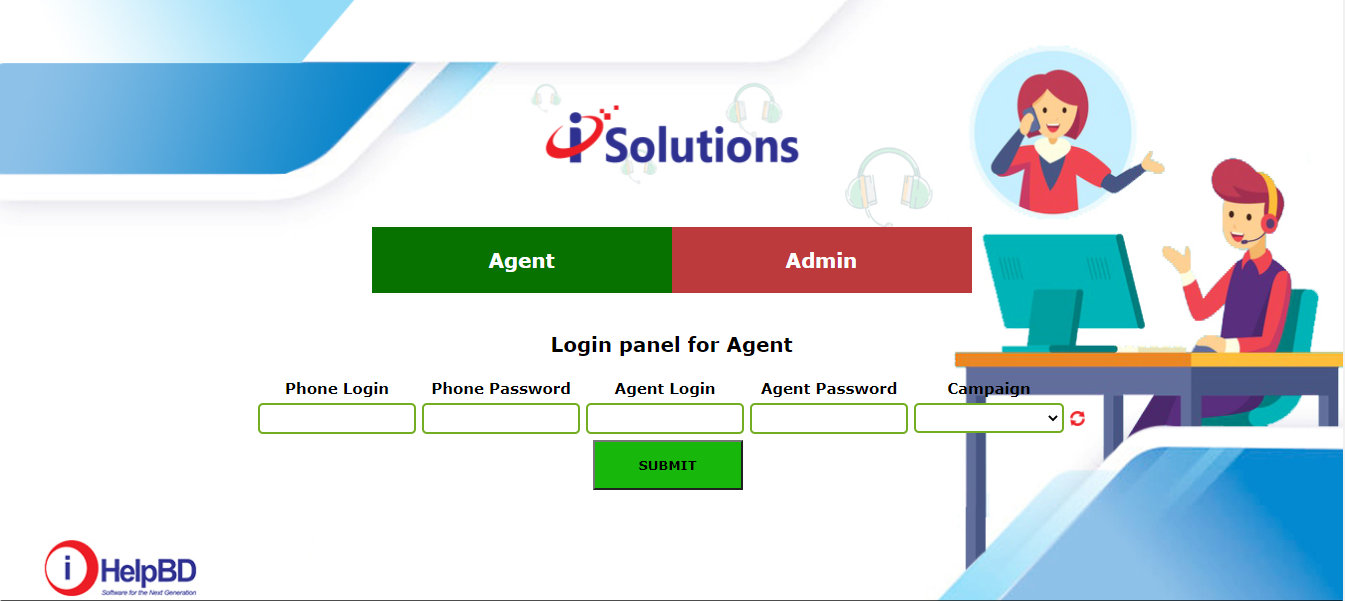 iSolutions
Agent
Admin
Login panel for Agent
Phone Login Phone Password Agent Login Agent Password Campaign
SUBMIT
i HelpBD
Software for the Next Generation